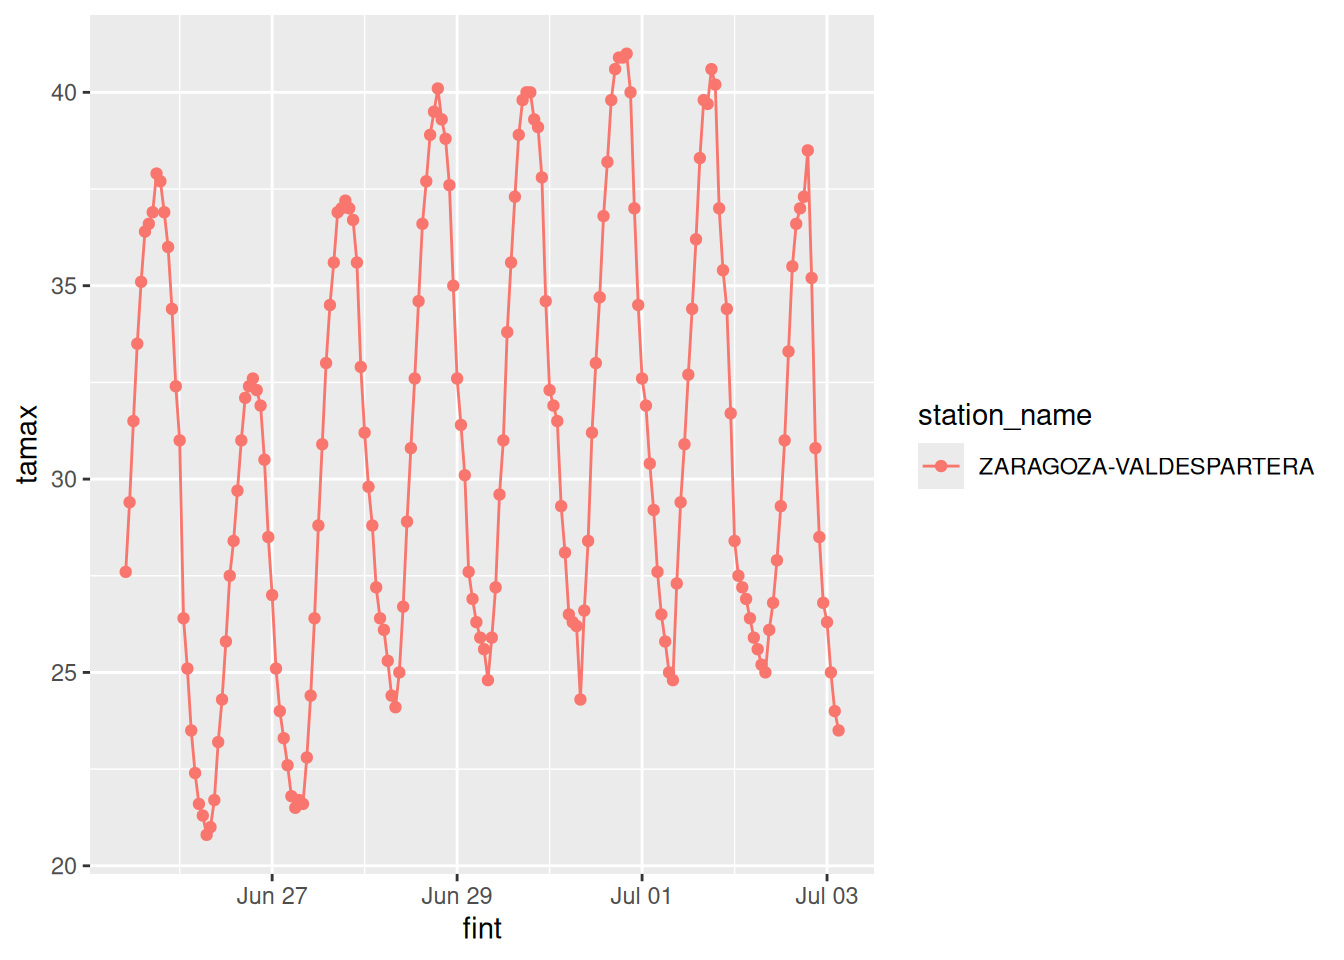 40
35
30
25
20
tamax
Jun 27
Jun 29
Jul 01
Jul 03
fint
station_name
ZARAGOZA-VALDESPARTERA